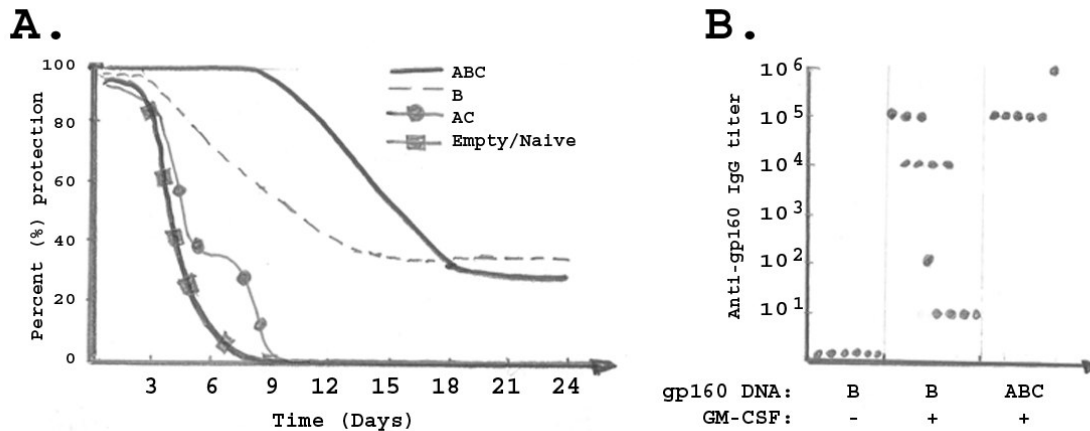 A.
Percent (%) protection
100
80
60
40
20
0
3 6 9 12 15 18 21 24
Time (Days)
ABC
B
AC
Empty/Naive
B.
Anti-gp160 IgG titer
10^6
10^5
10^4
10^3
10^2
10^1
gp160 DNA: B B ABC
GM-CSF: - + +